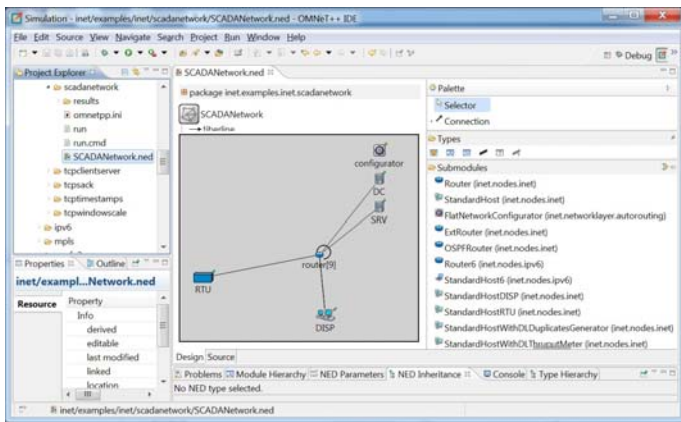 Simulation - inet/examples/inet/scadanetwork/SCADANetwork.ned - OMNeT++ IDE
File Edit Source View Navigate Search Project Run Window Help
Debug
Project Explorer
scadanetwork
results
omnetpp.ini
run
run.cmd
SCADANetwork.ned
tcpclientserver
tcpsack
tcptimestamps
tcpwindowscale
ipv6
mpls
Properties Outline
inet/exampl...Network.ned
Resource Property
Info
derived
editable
last modified
linked
location
SCADANetwork.ned
package inet.examples.inet.scadanetwork
SCADANetwork
fiberline
configurator
DC
SRV
router[9]
RTU
DISP
Design Source
Palette
Selector
Connection
Types
Submodules
Router (inet.nodes.inet)
StandardHost (inet.nodes.inet)
FlatNetworkConfigurator (inet.networklayer.autorouting)
ExtRouter (inet.nodes.inet)
OSPFRouter (inet.nodes.inet)
Router6 (inet.nodes.ipv6)
StandardHost6 (inet.nodes.ipv6)
StandardHostDISP (inet.nodes.inet)
StandardHostRTU (inet.nodes.inet)
StandardHostWithDLDuplicatesGenerator (inet.nodes.inet)
StandardHostWithDLThruputMeter (inet.nodes.inet)
Problems Module Hierarchy NED Parameters NED Inheritance Console Type Hierarchy
No NED type selected.
inet/examples/inet/scadanetwork/SCADANetwork.ned